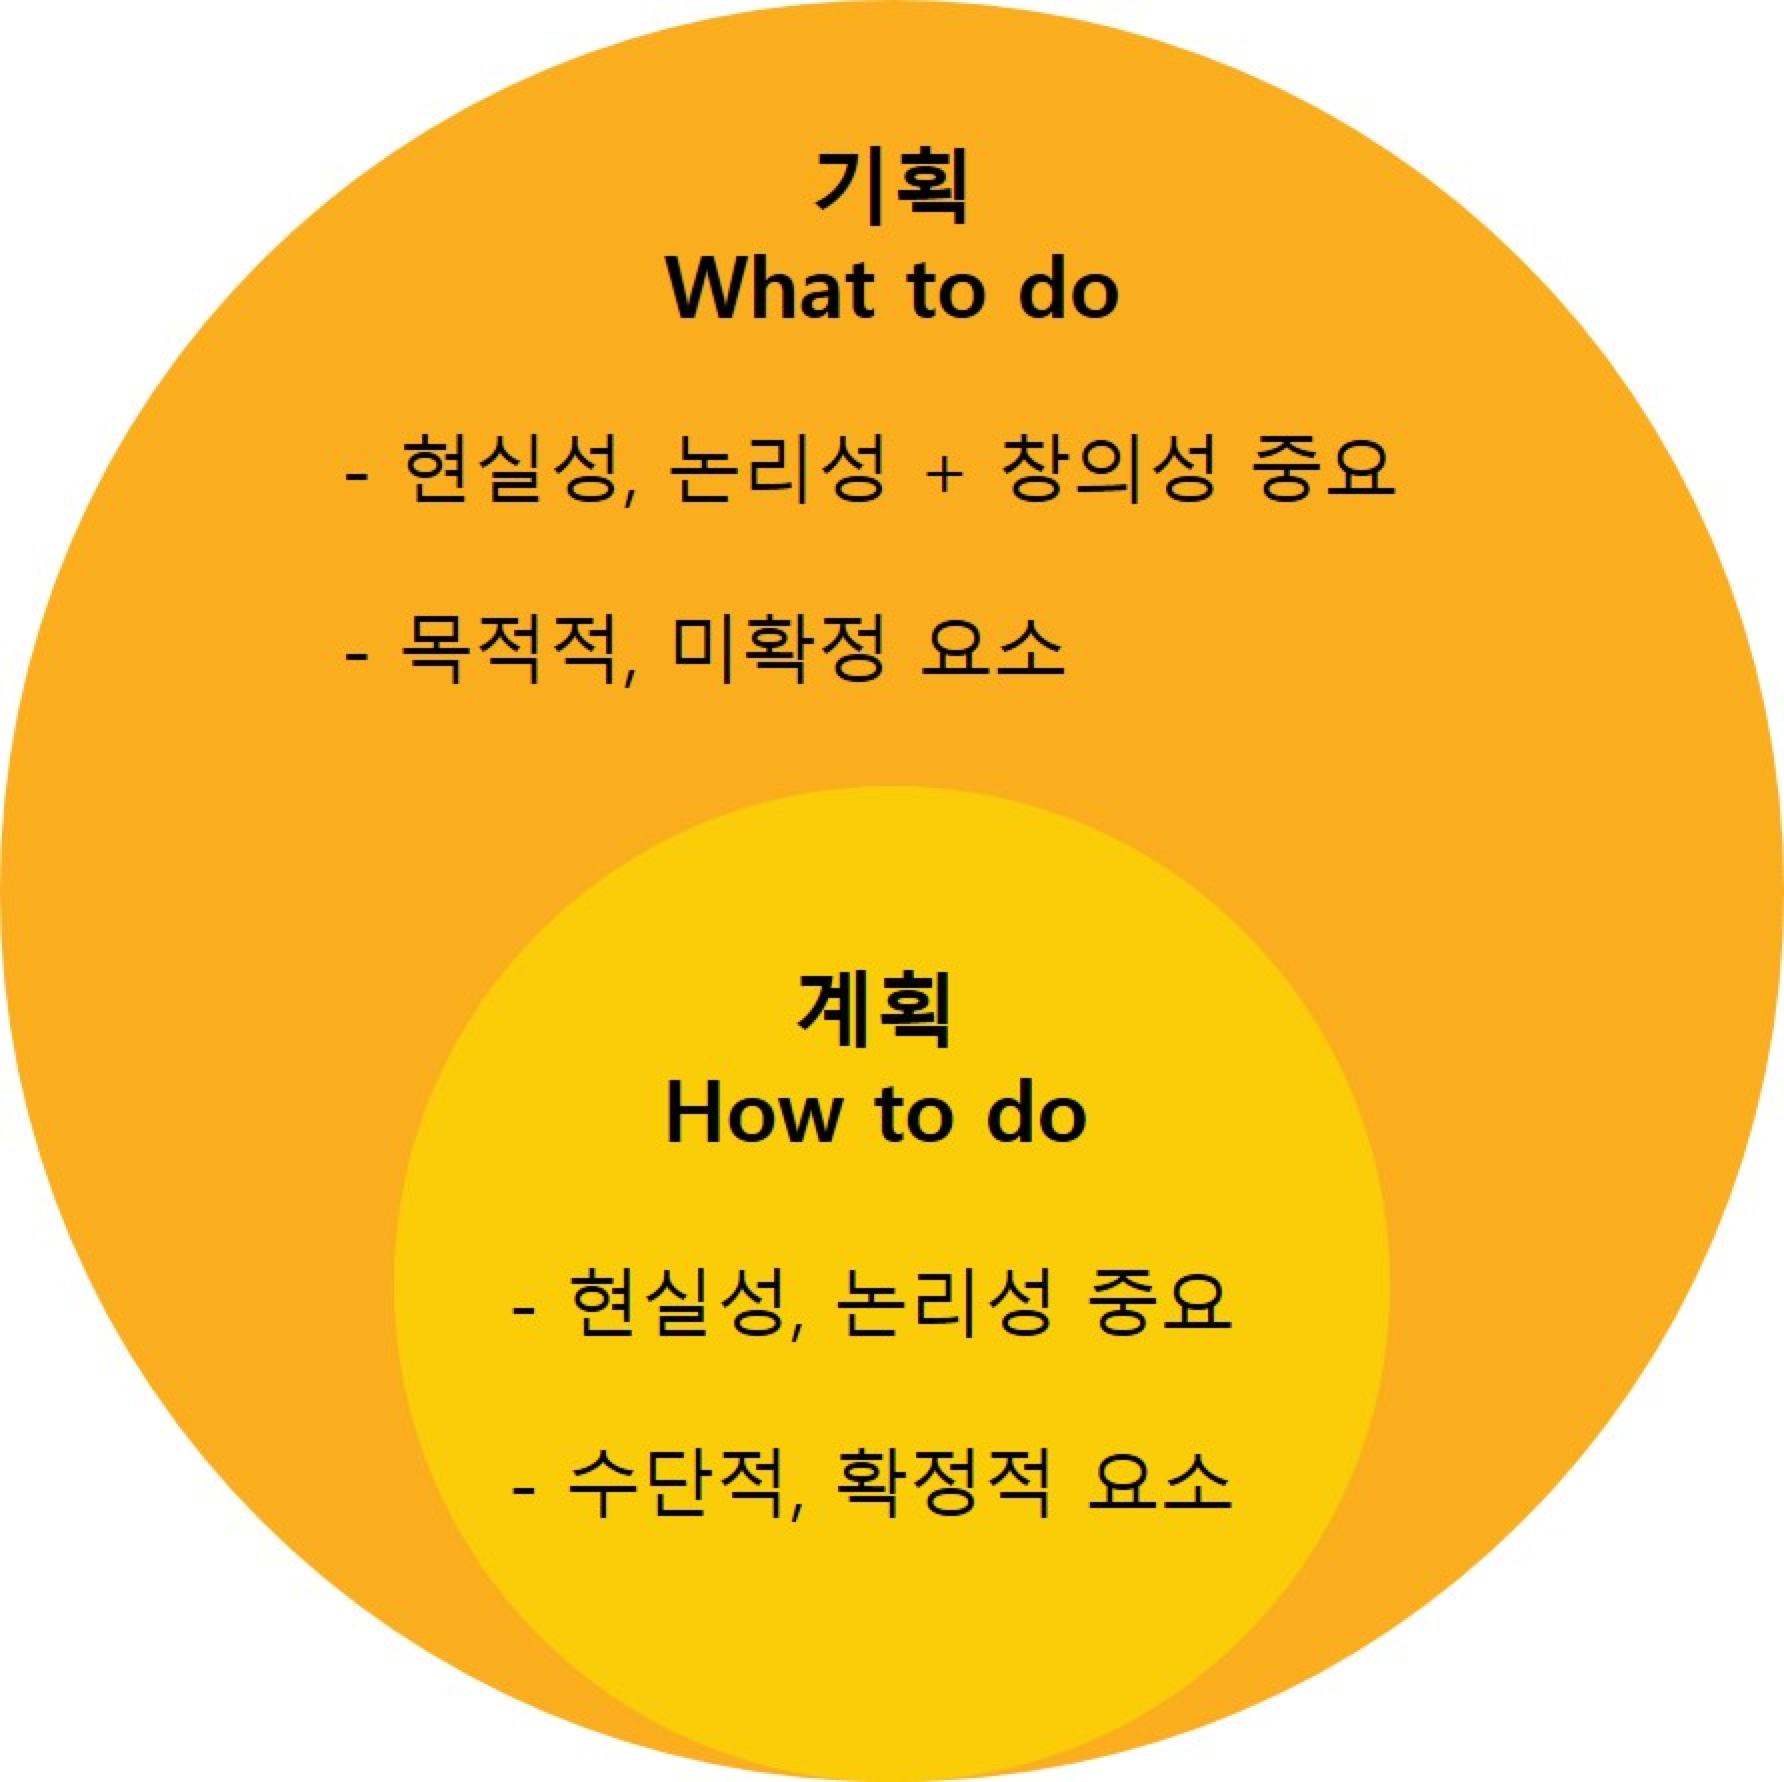 기획
What to do
- 현실성, 논리성 + 창의성 중요
- 목적적, 미확정 요소
계획
How to do
- 현실성, 논리성 중요
- 수단적, 확정적 요소